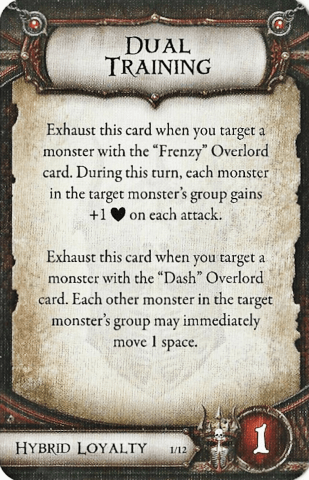 DUAL
TRAINING
Exhaust this card when you target a
monster with the “Frenzy” Overlord
card. During this turn, each monster
in the target monster’s group gains
+1 ♥ on each attack.
Exhaust this card when you target a
monster with the “Dash” Overlord
card. Each other monster in the target
monster’s group may immediately
move 1 space.
HYBRID LOYALTY 1/12 1